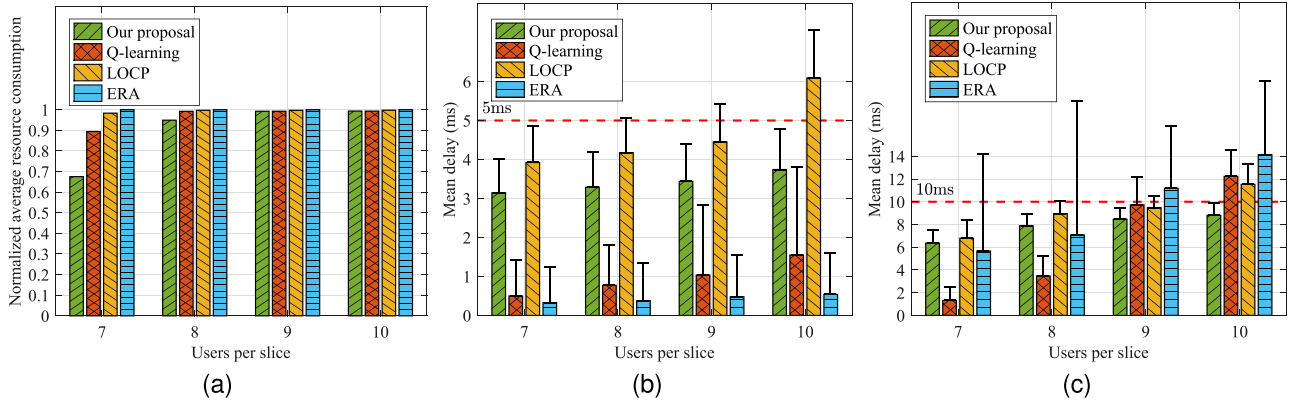 Normalized average resource consumption
1
0.9
0.8
0.7
0.6
0.5
0.4
0.3
0.2
0.1
0
Our proposal
Q-learning
LOCP
ERA
7
8
9
10
Users per slice
(a)
Mean delay (ms)
6
5
4
3
2
1
0
Our proposal
Q-learning
LOCP
ERA
5ms
7
8
9
10
Users per slice
(b)
Mean delay (ms)
14
12
10
8
6
4
2
0
Our proposal
Q-learning
LOCP
ERA
10ms
7
8
9
10
Users per slice
(c)